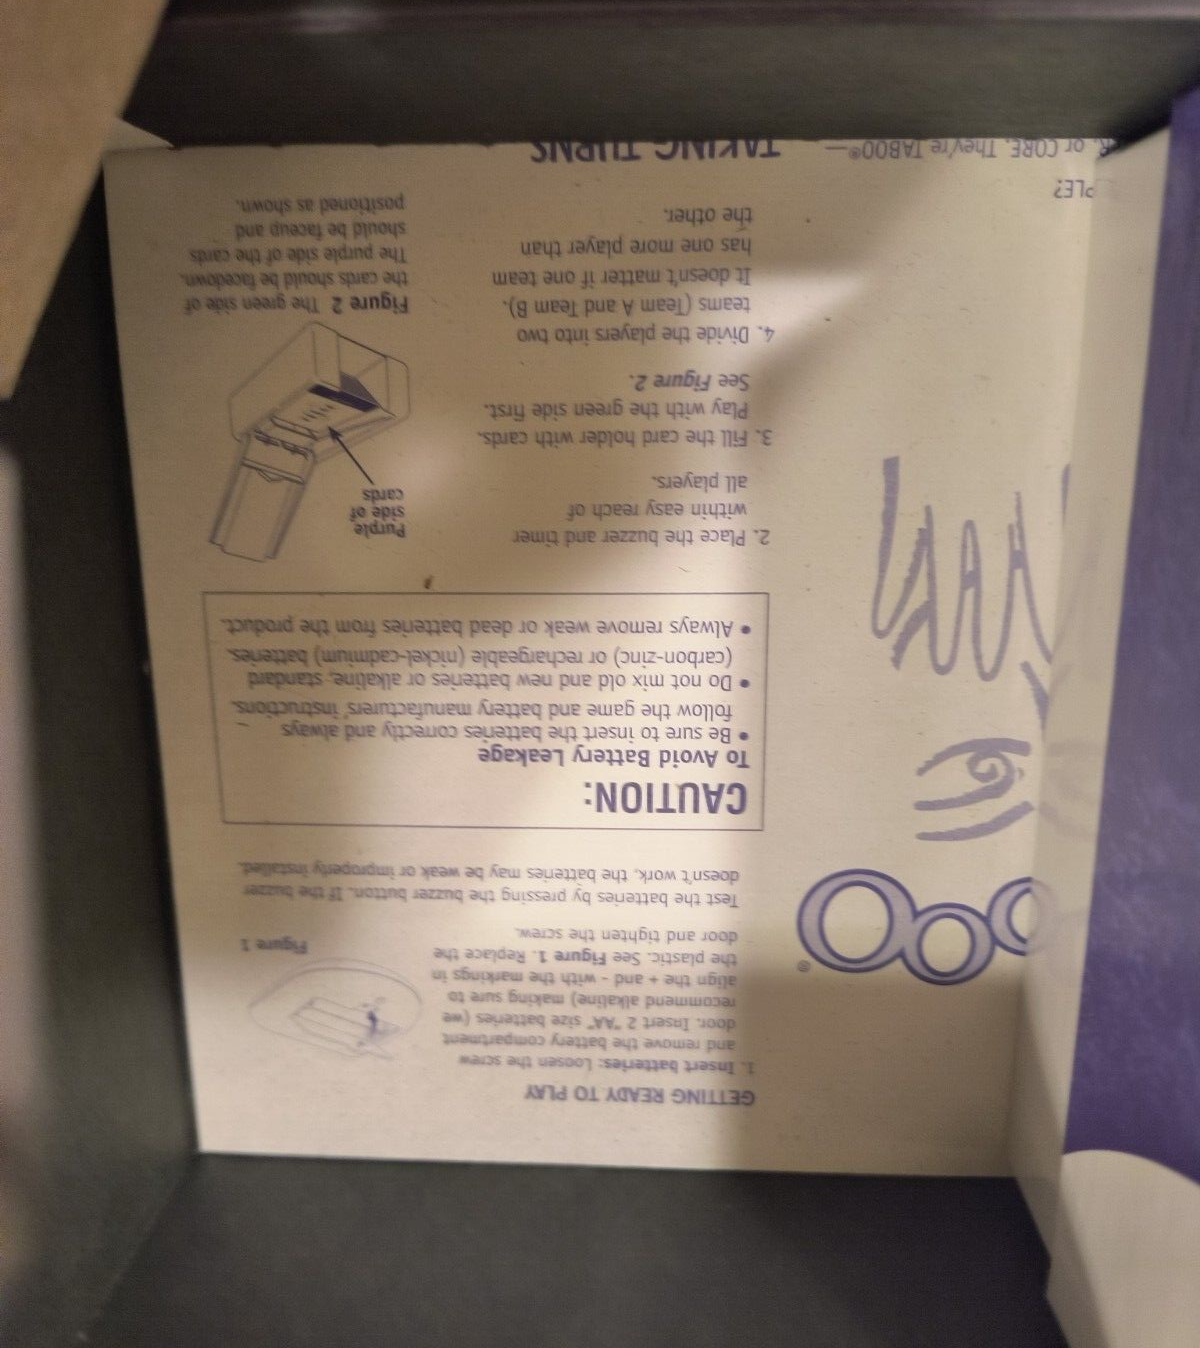 GETTING READY TO PLAY
1. Insert batteries: Loosen the screw
and remove the battery compartment
door. Insert 2 "AA" size batteries (we
recommend alkaline) making sure to
align the + and - with the markings in
the plastic. See Figure 1. Replace the
door and tighten the screw.
Figure 1
Test the batteries by pressing the buzzer button. If the buzzer
doesn't work, the batteries may be weak or improperly installed.
CAUTION:
To Avoid Battery Leakage
• Be sure to insert the batteries correctly and always
follow the game and battery manufacturers' instructions.
• Do not mix old and new batteries or alkaline, standard
(carbon-zinc) or rechargeable (nickel-cadmium) batteries.
• Always remove weak or dead batteries from the product.
2. Place the buzzer and timer
within easy reach of
all players.
3. Fill the card holder with cards.
Play with the green side first.
See Figure 2.
4. Divide the players into two
teams (Team A and Team B).
It doesn't matter if one team
has one more player than
the other.
Purple
side of
cards
Figure 2 The green side of
the cards should be facedown.
The purple side of the cards
should be faceup and
positioned as shown.
TAKING TURNS
OO®
PLE?
or CORE. They're TABOO®—